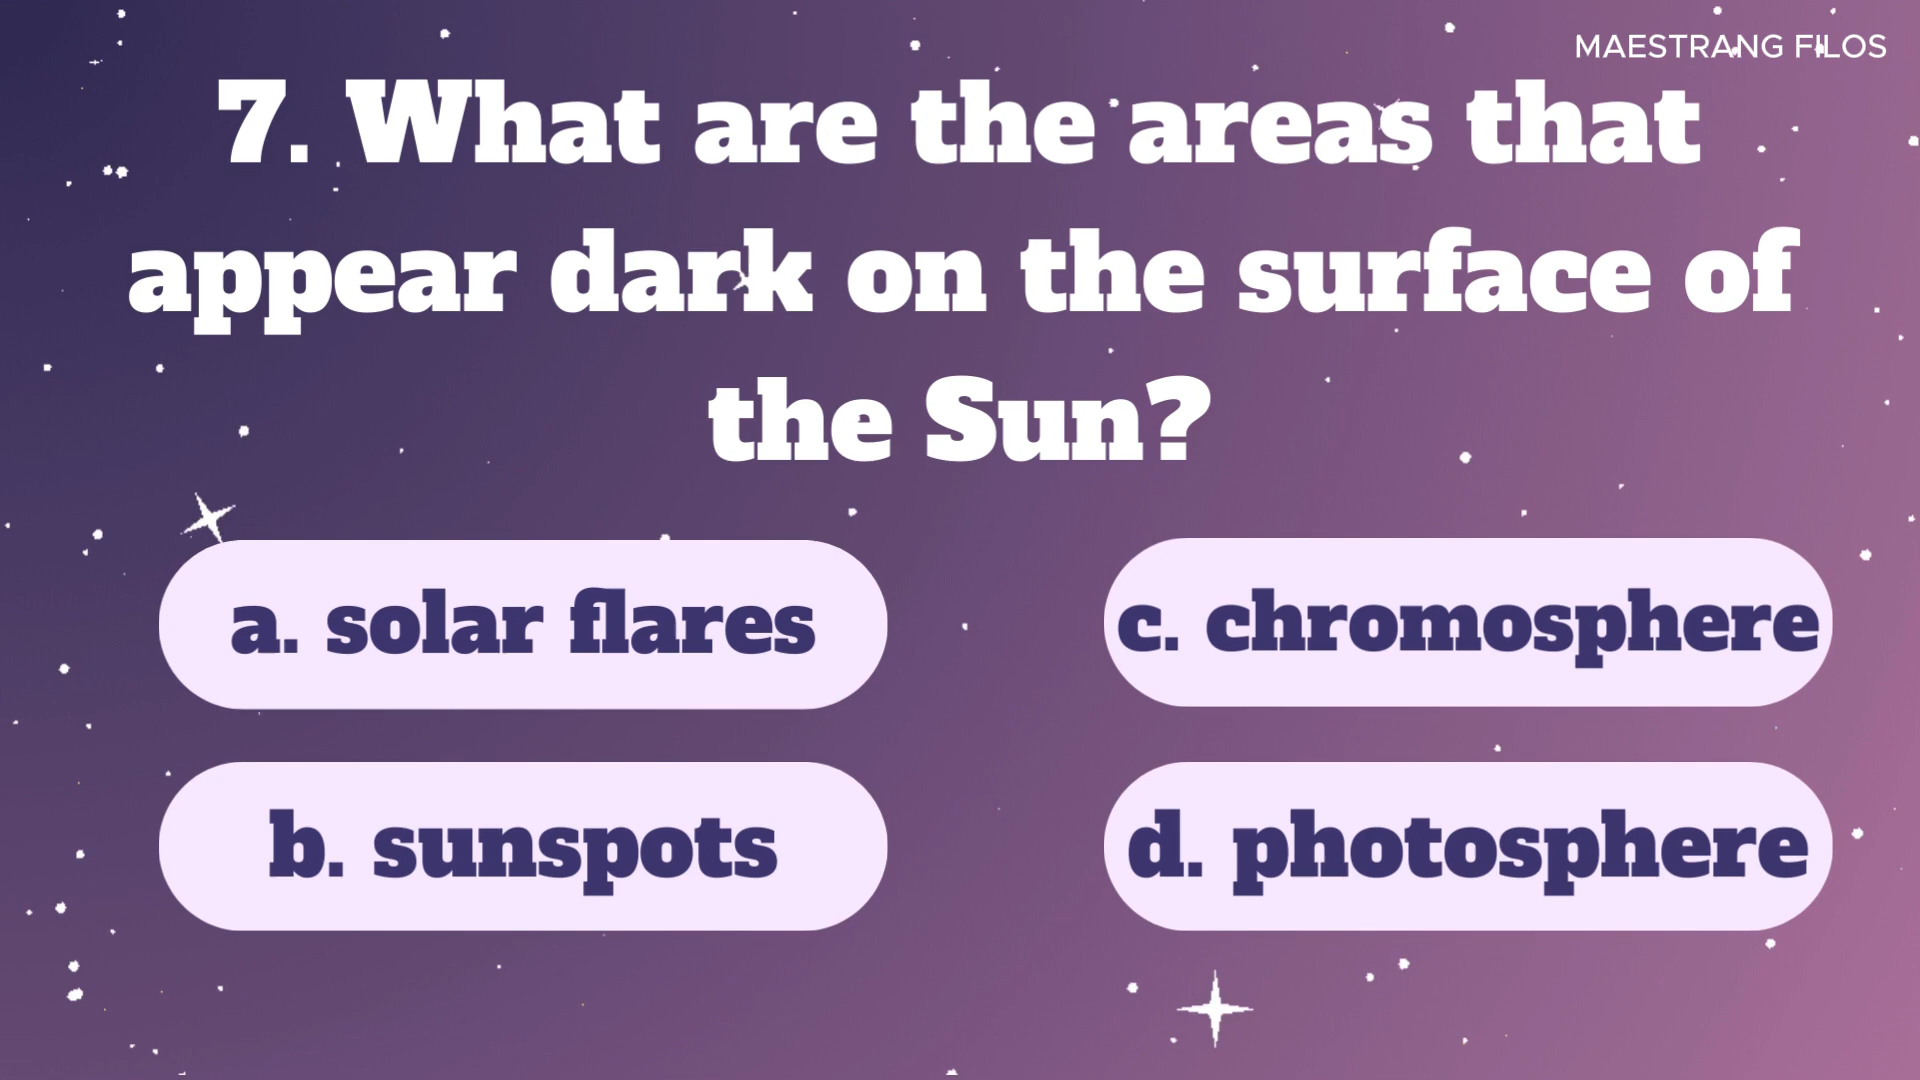 MAESTRANG FILOS
7. What are the areas that
appear dark on the surface of
the Sun?
a. solar flares
b. sunspots
c. chromosphere
d. photosphere